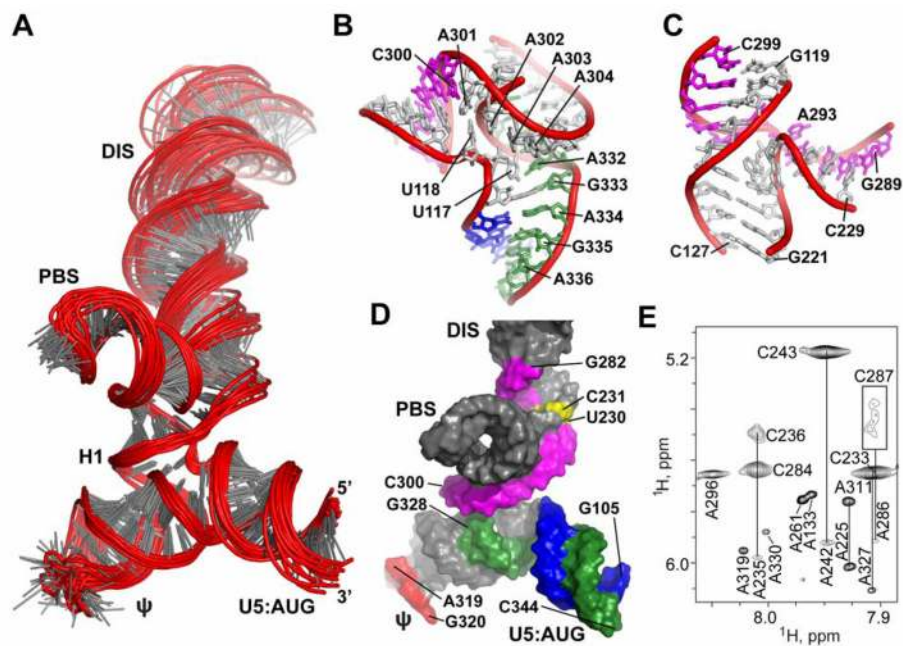 A
DIS
PBS
H1
5'
3'
ψ
U5:AUG
B
A301
C300
A302
A303
A304
A332
G333
U118
U117
A334
G335
A336
C
C299
G119
A293
G289
C229
C127
G221
D
DIS
G282
PBS
C231
U230
C300
G328
G105
A319
G320
C344
ψ
U5:AUG
E
5.2
C243
C287
C236
C284
C233
A296
A311
6.0
A319
A235
A330
A261
A133
A242
A225
A327
A286
8.0
7.9
¹H, ppm
¹H, ppm